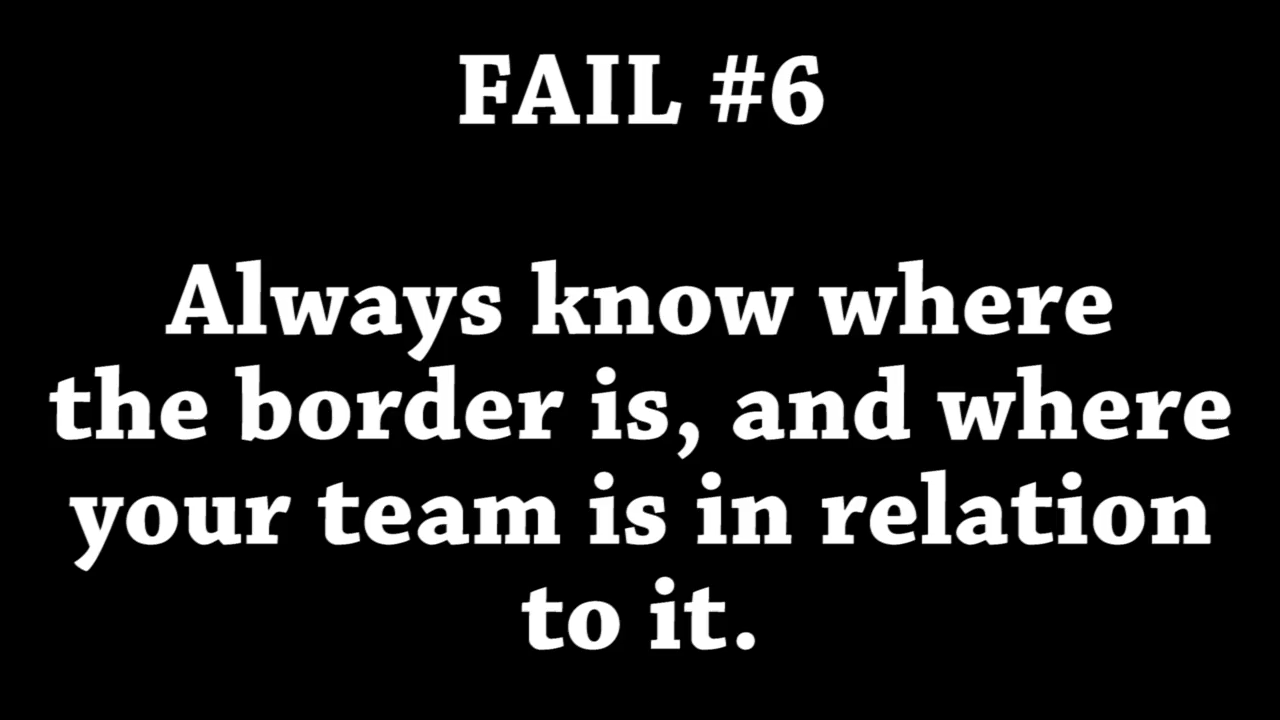 FAIL #6
Always know where
the border is, and where
your team is in relation
to it.